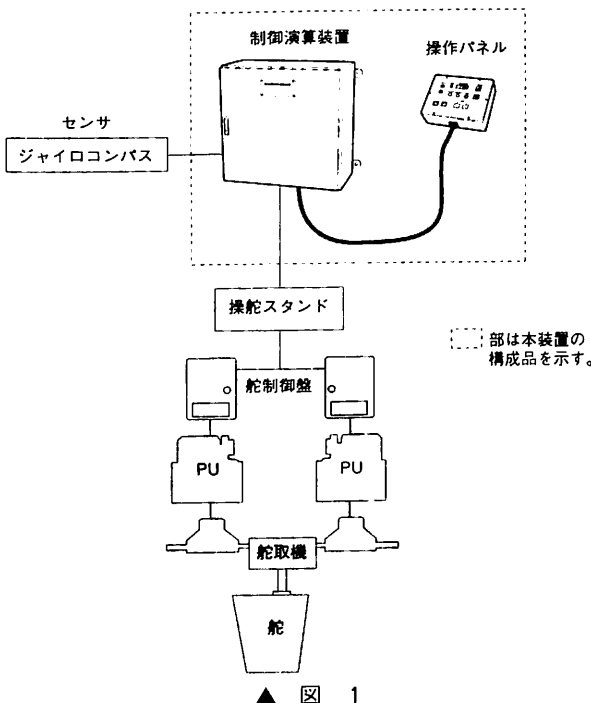 制御演算装置
操作パネル
センサ
ジャイロコンパス
操舵スタンド
部は本装置の
構成品を示す。
舵制御盤
PU
PU
舵取機
舵
▲ 図 1